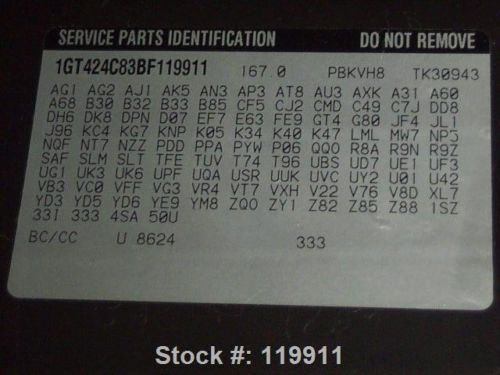 SERVICE PARTS IDENTIFICATION DO NOT REMOVE
1GT424C83BF119911 167.0 PBKVH8 TK30943
AG1 AG2 AJ1 AK5 AN3 AP3 AT8 AU3 AXK A31 A60
A68 B30 B32 B33 B85 CF5 CJ2 CMD C49 C7J DD8
DH6 DK8 DPN D07 EF7 E63 FE9 GT4 G80 JF4 JL1
J96 KC4 KG7 KNP K05 K34 K40 K47 LML MW7 NP5
NQF NT7 NZZ PDD PPA PYW P06 QQO R8A R9N R9Z
SAF SLM SLT TFE TUV T74 T96 UBS UD7 UE1 UF3
UG1 UK3 UK6 UPF UQA USR UUK UVC UY2 U01 U42
VB3 VC0 VFF VG3 VR4 VT7 VXH V22 V76 V8D XL7
YD3 YD5 YD6 YE9 YM8 ZQO ZY1 Z82 Z85 Z88 1SZ
33I 333 4SA 50U
BC/CC U 8624 333
Stock #: 119911